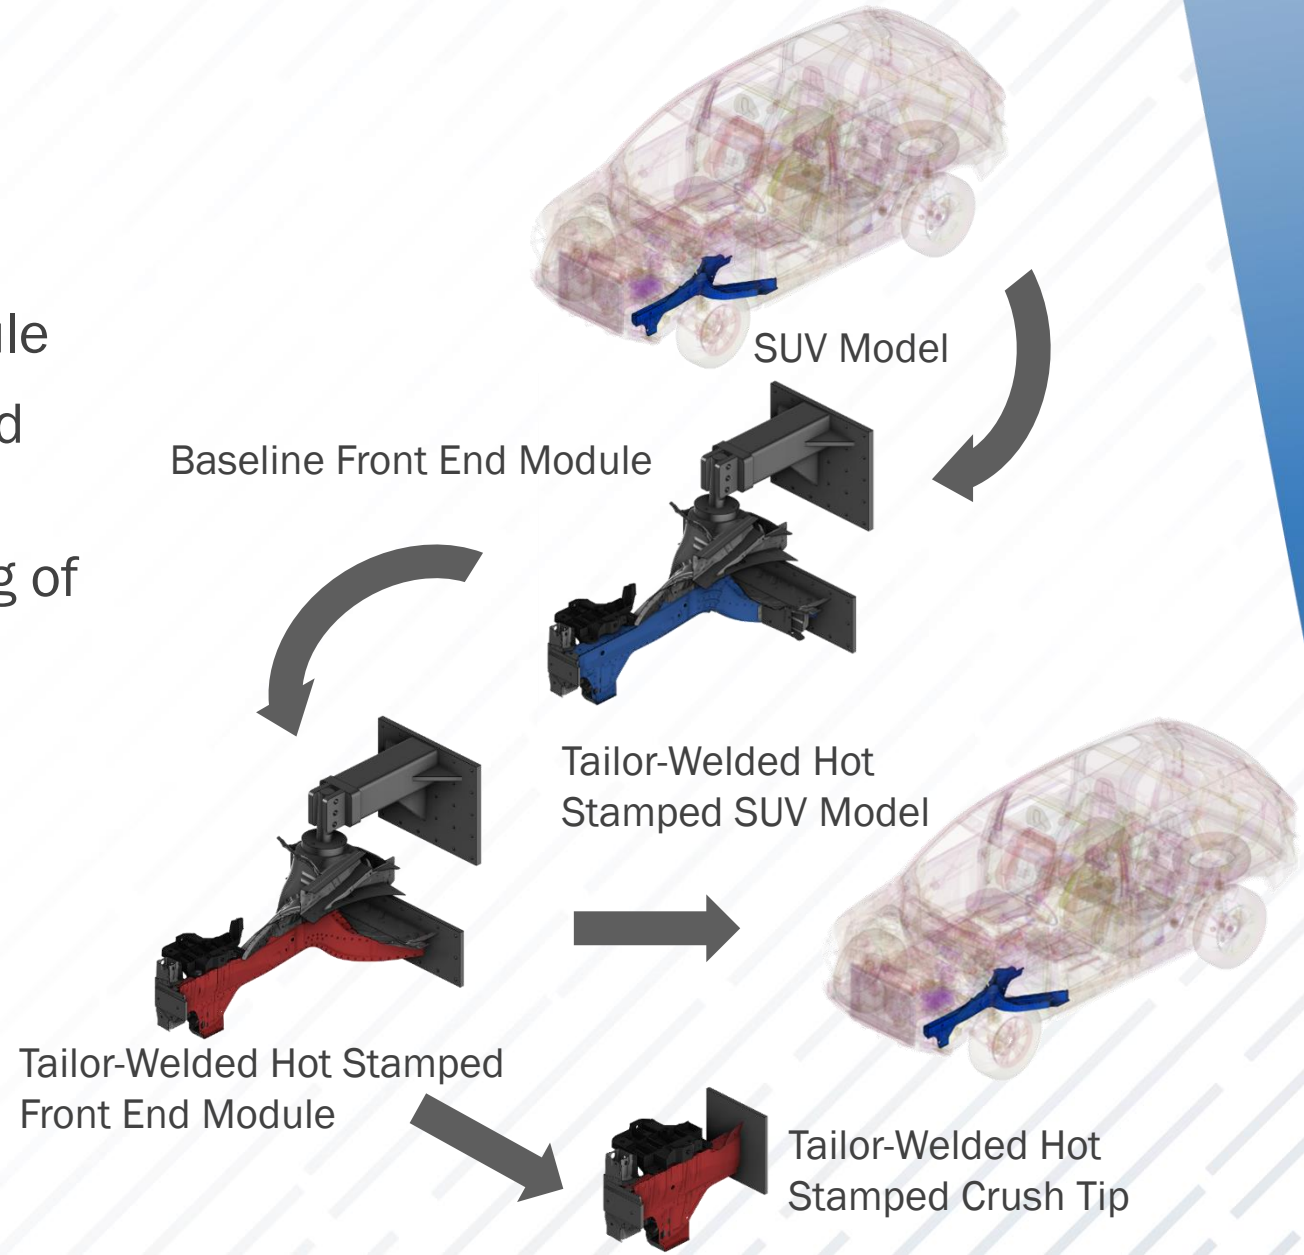 SUV Model
Baseline Front End Module
g of
Tailor-Welded Hot
Stamped SUV Model
Tailor-Welded Hot Stamped
Front End Module
Tailor-Welded Hot
Stamped Crush Tip